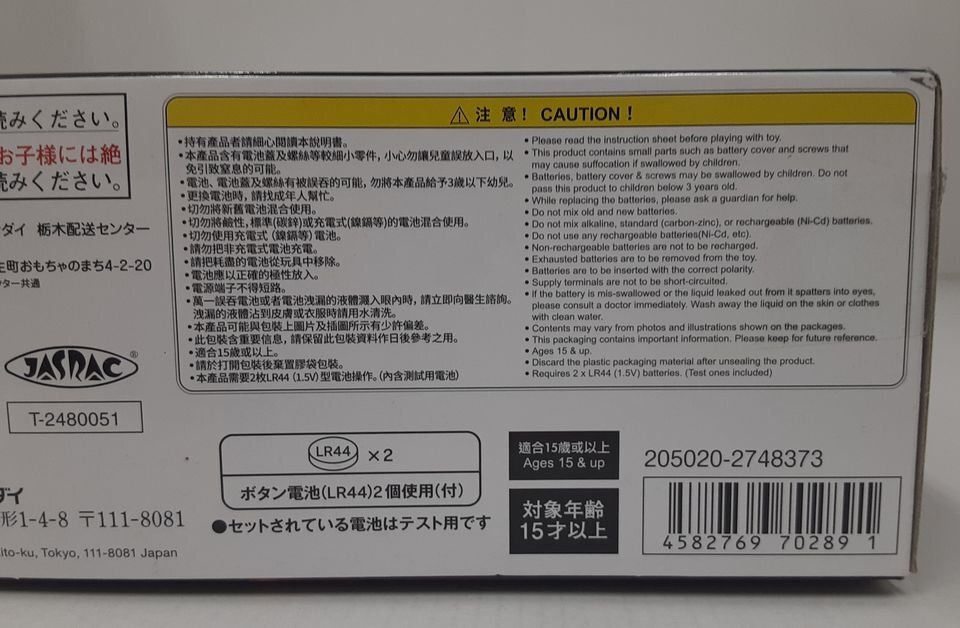 読みください。
お子様には絶
読みください。
ダイ 栃木配送センター
町おもちゃのまち4-2-20
ター共通
JASRAC®
T-2480051
ダイ
形1-4-8 〒111-8081
ito-ku, Tokyo, 111-8081 Japan
⚠注 意! CAUTION!
•持有產品者請細心閱讀本說明書。
•本產品含有電池蓋及螺絲等較細小零件,小心勿讓兒童誤放入口,以
免引致窒息的可能。
•電池、電池蓋及螺絲有被誤吞的可能,勿將本產品給予3歲以下幼兒。
•更換電池時,請找成年人幫忙。
•切勿將新舊電池混合使用。
•切勿將鹼性,標準(碳鋅)或充電式(鎳鎘等)的電池混合使用。
•切勿使用充電式(鎳鎘等)電池。
•請勿把非充電式電池充電。
•請把耗盡的電池從玩具中移除。
•電池應以正確的極性放入。
•電源端子不得短路。
•萬一誤吞電池或者電池洩漏的液體濺入眼內時,請立即向醫生諮詢。
洩漏的液體沾到皮膚或衣服時請用水清洗。
•本產品可能與包裝上圖片及插圖所示有少許偏差。
•此包裝含重要信息,請保留此包裝資料作日後參考之用。
•適合15歲或以上。
•請於打開包裝後棄置膠袋包裝。
•本產品需要2枚LR44(1.5V)型電池操作。(內含測試用電池)
• Please read the instruction sheet before playing with toy.
• This product contains small parts such as battery cover and screws that
may cause suffocation if swallowed by children.
• Batteries, battery cover & screws may be swallowed by children. Do not
pass this product to children below 3 years old.
• While replacing the batteries, please ask a guardian for help.
• Do not mix old and new batteries.
• Do not mix alkaline, standard (carbon-zinc), or rechargeable (Ni-Cd) batteries.
• Do not use any rechargeable batteries(Ni-Cd, etc).
• Non-rechargeable batteries are not to be recharged.
• Exhausted batteries are to be removed from the toy.
• Batteries are to be inserted with the correct polarity.
• Supply terminals are not to be short-circuited.
• If the battery is mis-swallowed or the liquid leaked out from it spatters into eyes,
please consult a doctor immediately. Wash away the liquid on the skin or clothes
with clean water.
• Contents may vary from photos and illustrations shown on the packages.
• This packaging contains important information. Please keep for future reference.
• Ages 15 & up.
• Discard the plastic packaging material after unsealing the product.
• Requires 2 x LR44 (1.5V) batteries. (Test ones included)
LR44 ×2
ボタン電池(LR44)2個使用(付)
●セットされている電池はテスト用です
適合15歲或以上
Ages 15 & up
対象年齢
15才以上
205020-2748373
4582769 70289 1